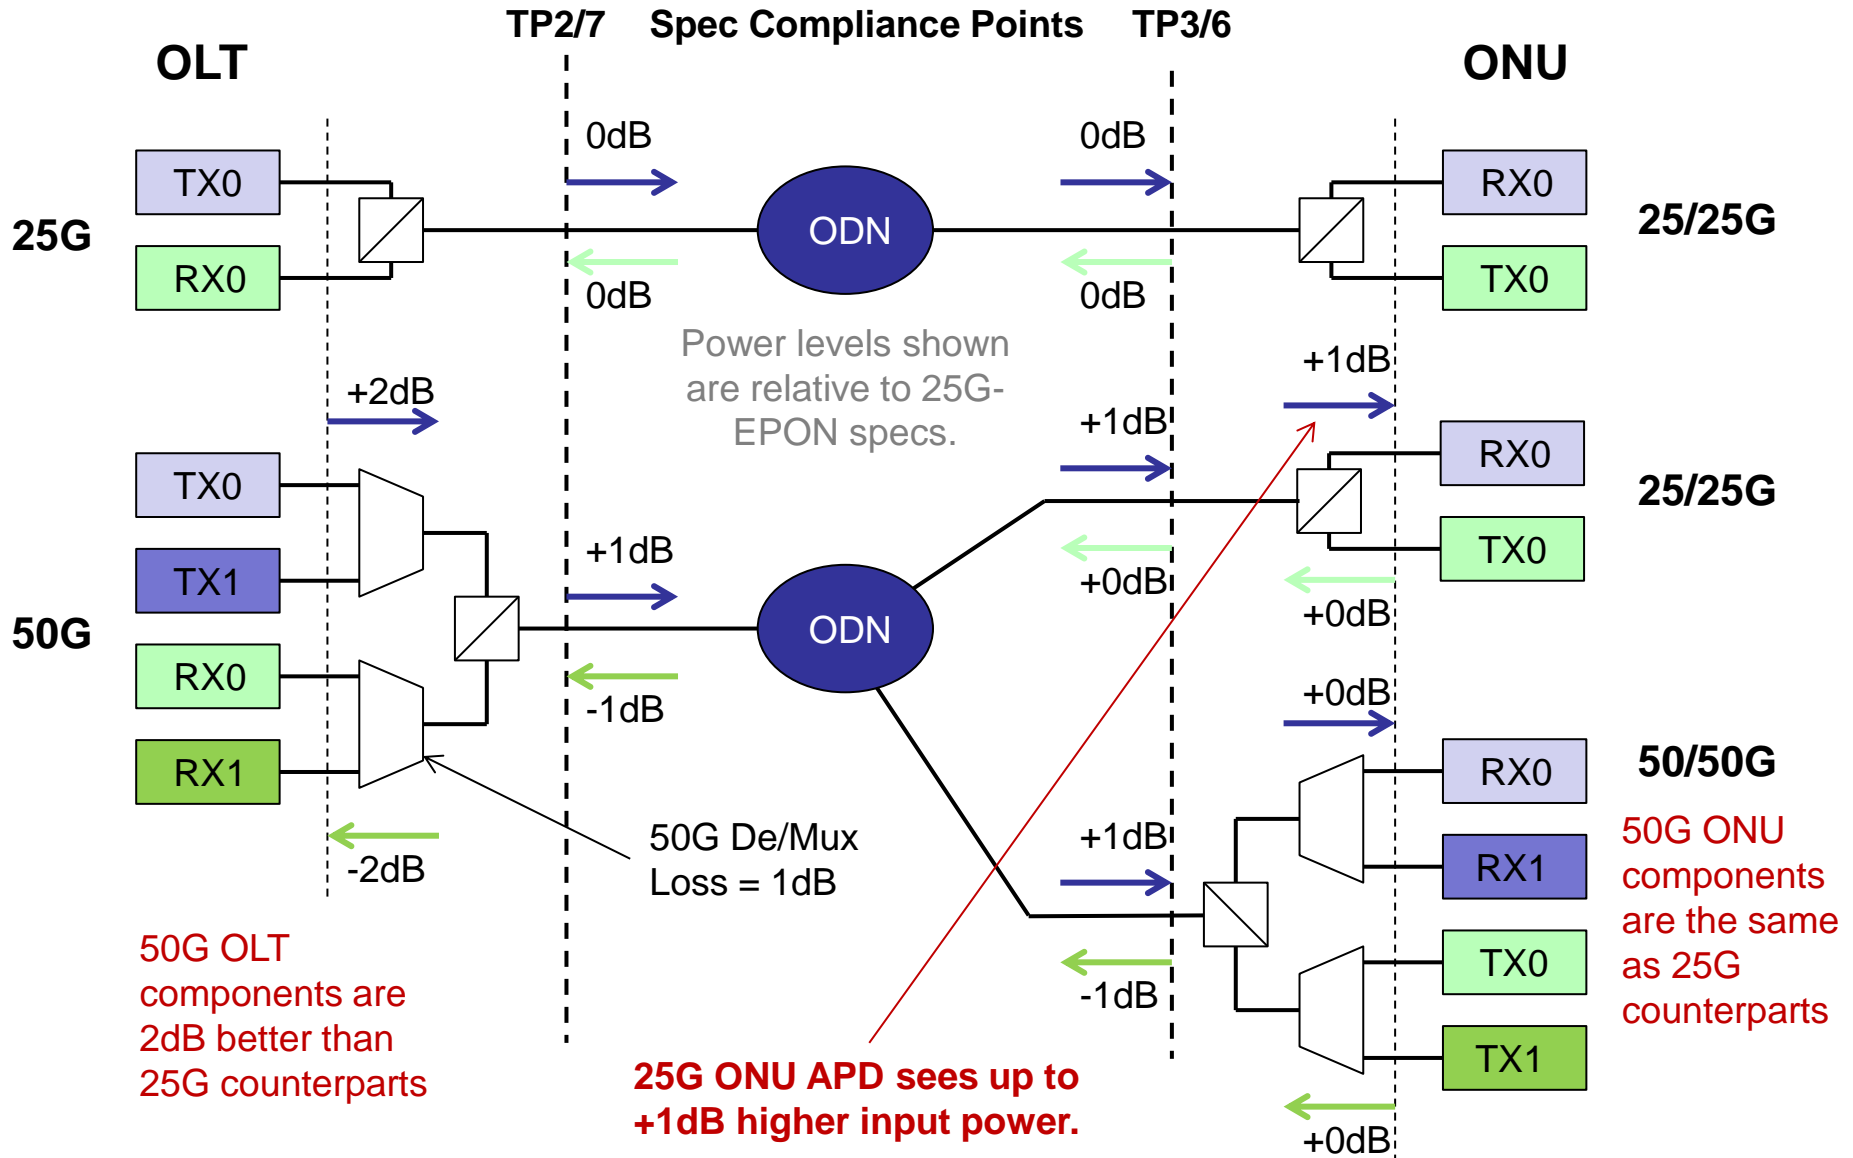 TP2/7 Spec Compliance Points TP3/6
OLT
ONU
0dB
0dB
TX0
RX0
25G
ODN
25/25G
RX0
TX0
0dB
0dB
Power levels shown
are relative to 25G-
EPON specs.
+2dB
+1dB
+1dB
TX0
RX0
25/25G
TX1
+1dB
TX0
+0dB
+0dB
50G
ODN
RX0
-1dB
+0dB
RX1
RX0
50/50G
50G De/Mux
Loss = 1dB
+1dB
-2dB
RX1
50G ONU
components
are the same
as 25G
counterparts
50G OLT
components are
2dB better than
25G counterparts
TX0
-1dB
TX1
25G ONU APD sees up to
+1dB higher input power.
+0dB